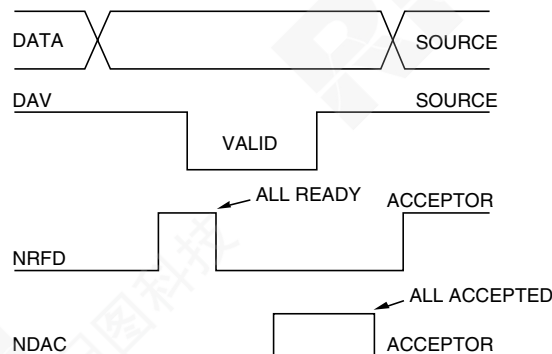 DATA SOURCE
DAV SOURCE
VALID
ALL READY
ACCEPTOR
NRFD
ALL ACCEPTED
NDAC ACCEPTOR